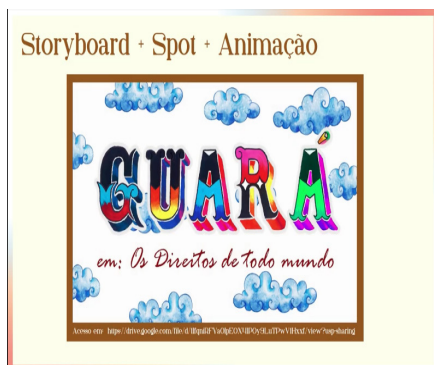 Storyboard + Spot + Animação
GUARÁ
em: Os Direitos de todo mundo
Acesso em: